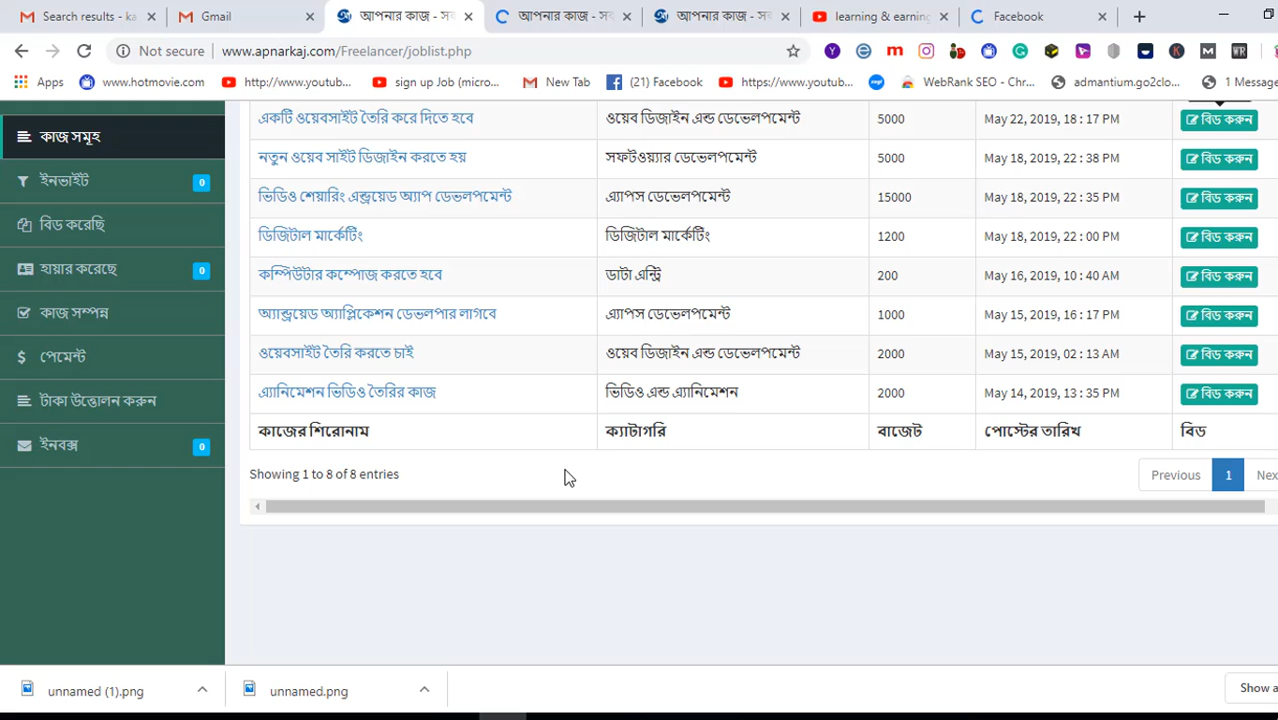 Search results - ka
Gmail
আপনার কাজ - সব
আপনার কাজ - সব
আপনার কাজ - সব
learning & earning
Facebook
Not secure
www.apnarkaj.com/Freelancer/joblist.php
Apps
www.hotmovie.com
http://www.youtub...
sign up Job (micro...
New Tab
(21) Facebook
https://www.youtub...
WebRank SEO - Chr...
admantium.go2clo...
1 Message
কাজ সমূহ
ইনভাইট 0
বিড করেছি
হায়ার করেছে 0
কাজ সম্পন্ন
পেমেন্ট
টাকা উত্তোলন করুন
ইনবক্স 0
একটি ওয়েবসাইট তৈরি করে দিতে হবে ওয়েব ডিজাইন এন্ড ডেভেলপমেন্ট 5000 May 22, 2019, 18 : 17 PM বিড করুন
নতুন ওয়েব সাইট ডিজাইন করতে হয় সফটওয়্যার ডেভেলপমেন্ট 5000 May 18, 2019, 22 : 38 PM বিড করুন
ভিডিও শেয়ারিং এন্ড্রয়েড অ্যাপ ডেভলপমেন্ট এ্যাপস ডেভেলপমেন্ট 15000 May 18, 2019, 22 : 35 PM বিড করুন
ডিজিটাল মার্কেটিং ডিজিটাল মার্কেটিং 1200 May 18, 2019, 22 : 00 PM বিড করুন
কম্পিউটার কম্পোজ করতে হবে ডাটা এন্ট্রি 200 May 16, 2019, 10 : 40 AM বিড করুন
অ্যান্ড্রয়েড অ্যাপ্লিকেশন ডেভলপার লাগবে এ্যাপস ডেভেলপমেন্ট 1000 May 15, 2019, 16 : 17 PM বিড করুন
ওয়েবসাইট তৈরি করতে চাই ওয়েব ডিজাইন এন্ড ডেভেলপমেন্ট 2000 May 15, 2019, 02 : 13 AM বিড করুন
এ্যানিমেশন ভিডিও তৈরির কাজ ভিডিও এন্ড এ্যানিমেশন 2000 May 14, 2019, 13 : 35 PM বিড করুন
কাজের শিরোনাম ক্যাটাগরি বাজেট পোস্টের তারিখ বিড
Showing 1 to 8 of 8 entries
Previous 1 Nex
unnamed (1).png
unnamed.png
Show a